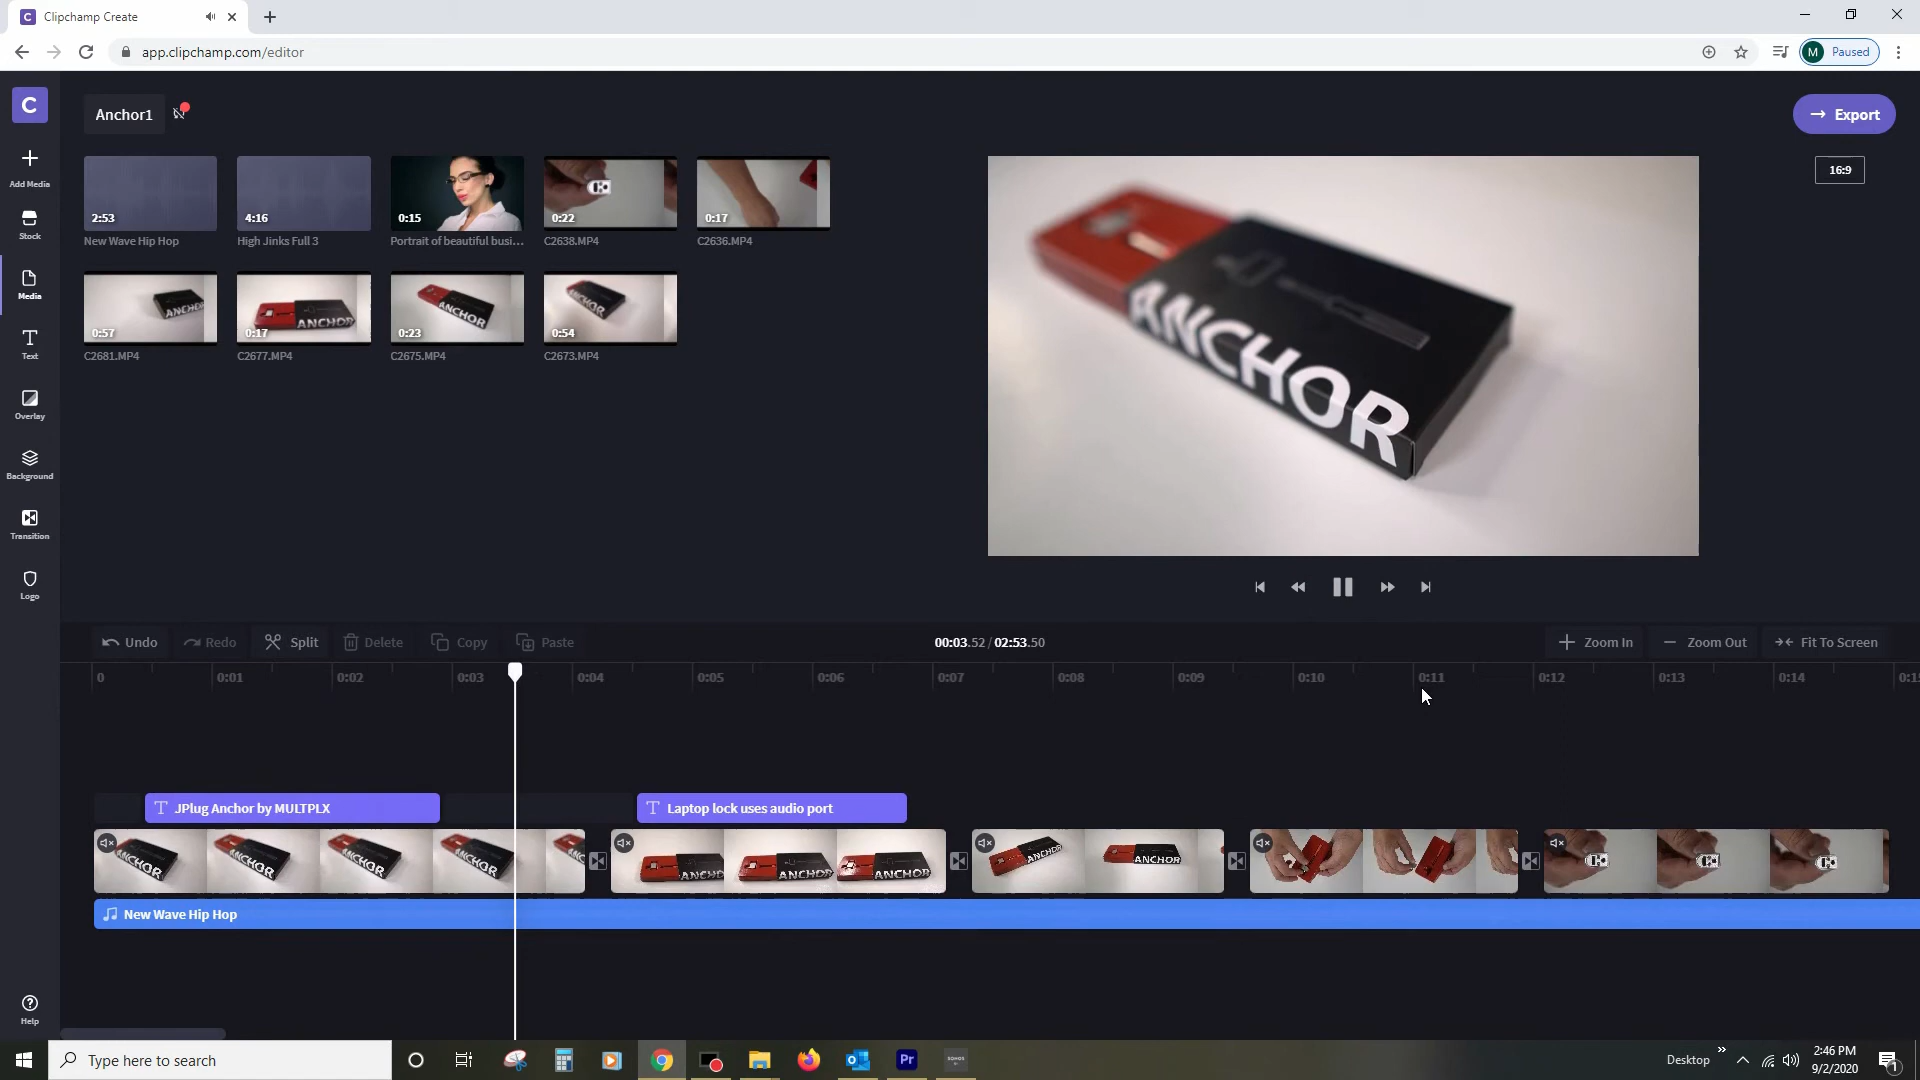 Clipchamp Create
app.clipchamp.com/editor
M Paused
Anchor1
Export
16:9
Add Media
Stock
Media
Text
Overlay
Background
Transition
Logo
Help
2:53
New Wave Hip Hop
4:16
High Jinks Full 3
0:15
Portrait of beautiful busi...
0:22
C2638.MP4
0:17
C2636.MP4
0:57
C2681.MP4
0:17
C2677.MP4
0:23
C2675.MP4
0:54
C2673.MP4
ANCHOR
Undo Redo Split Delete Copy Paste
00:03.52 / 02:53.50
Zoom In Zoom Out Fit To Screen
0 0:01 0:02 0:03 0:04 0:05 0:06 0:07 0:08 0:09 0:10 0:11 0:12 0:13 0:14
JPlug Anchor by MULTPLX
Laptop lock uses audio port
New Wave Hip Hop
Type here to search
Pr
SONOS
Desktop
2:46 PM
9/2/2020
1